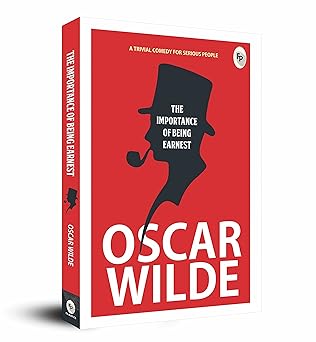 A TRIVIAL COMEDY FOR SERIOUS PEOPLE
FP
THE
IMPORTANCE
OF BEING
EARNEST
OSCAR
WILDE
THE IMPORTANCE OF BEING EARNEST
OSCAR WILDE